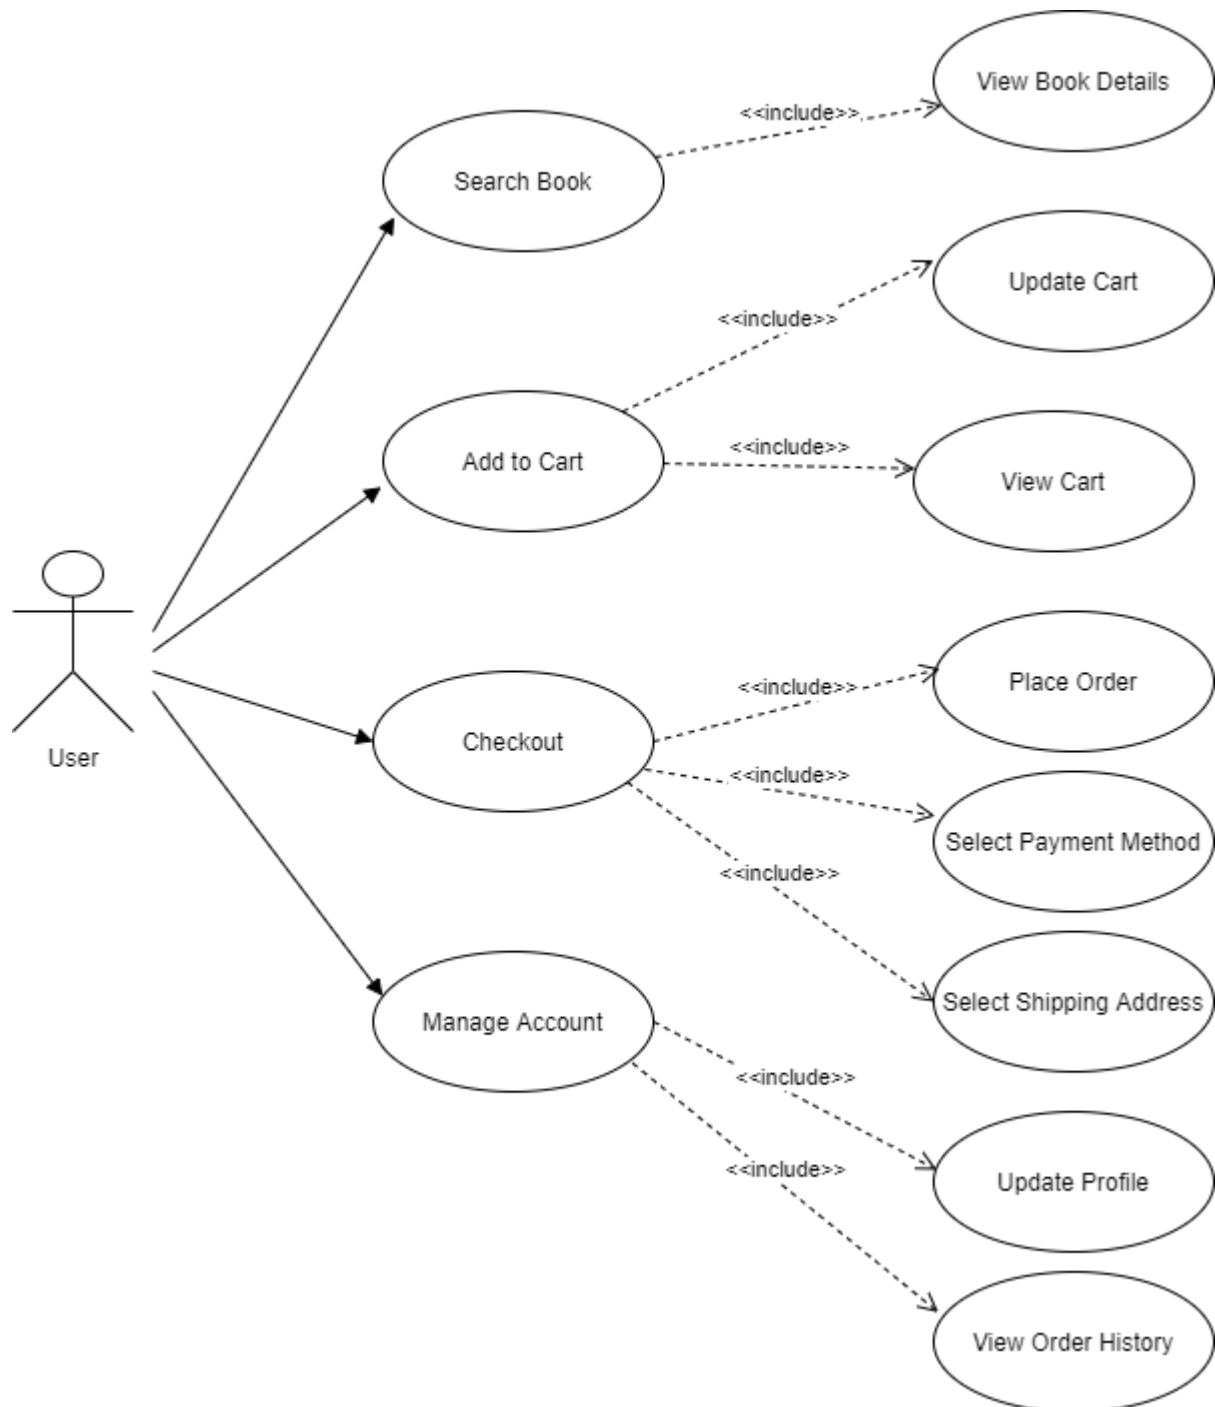 View Book Details
<<include>>
Search Book
Update Cart
<<include>>
Add to Cart
<<include>>
View Cart
Place Order
<<include>>
Checkout
User
<<include>>
Select Payment Method
<<include>>
Select Shipping Address
Manage Account
<<include>>
Update Profile
<<include>>
View Order History